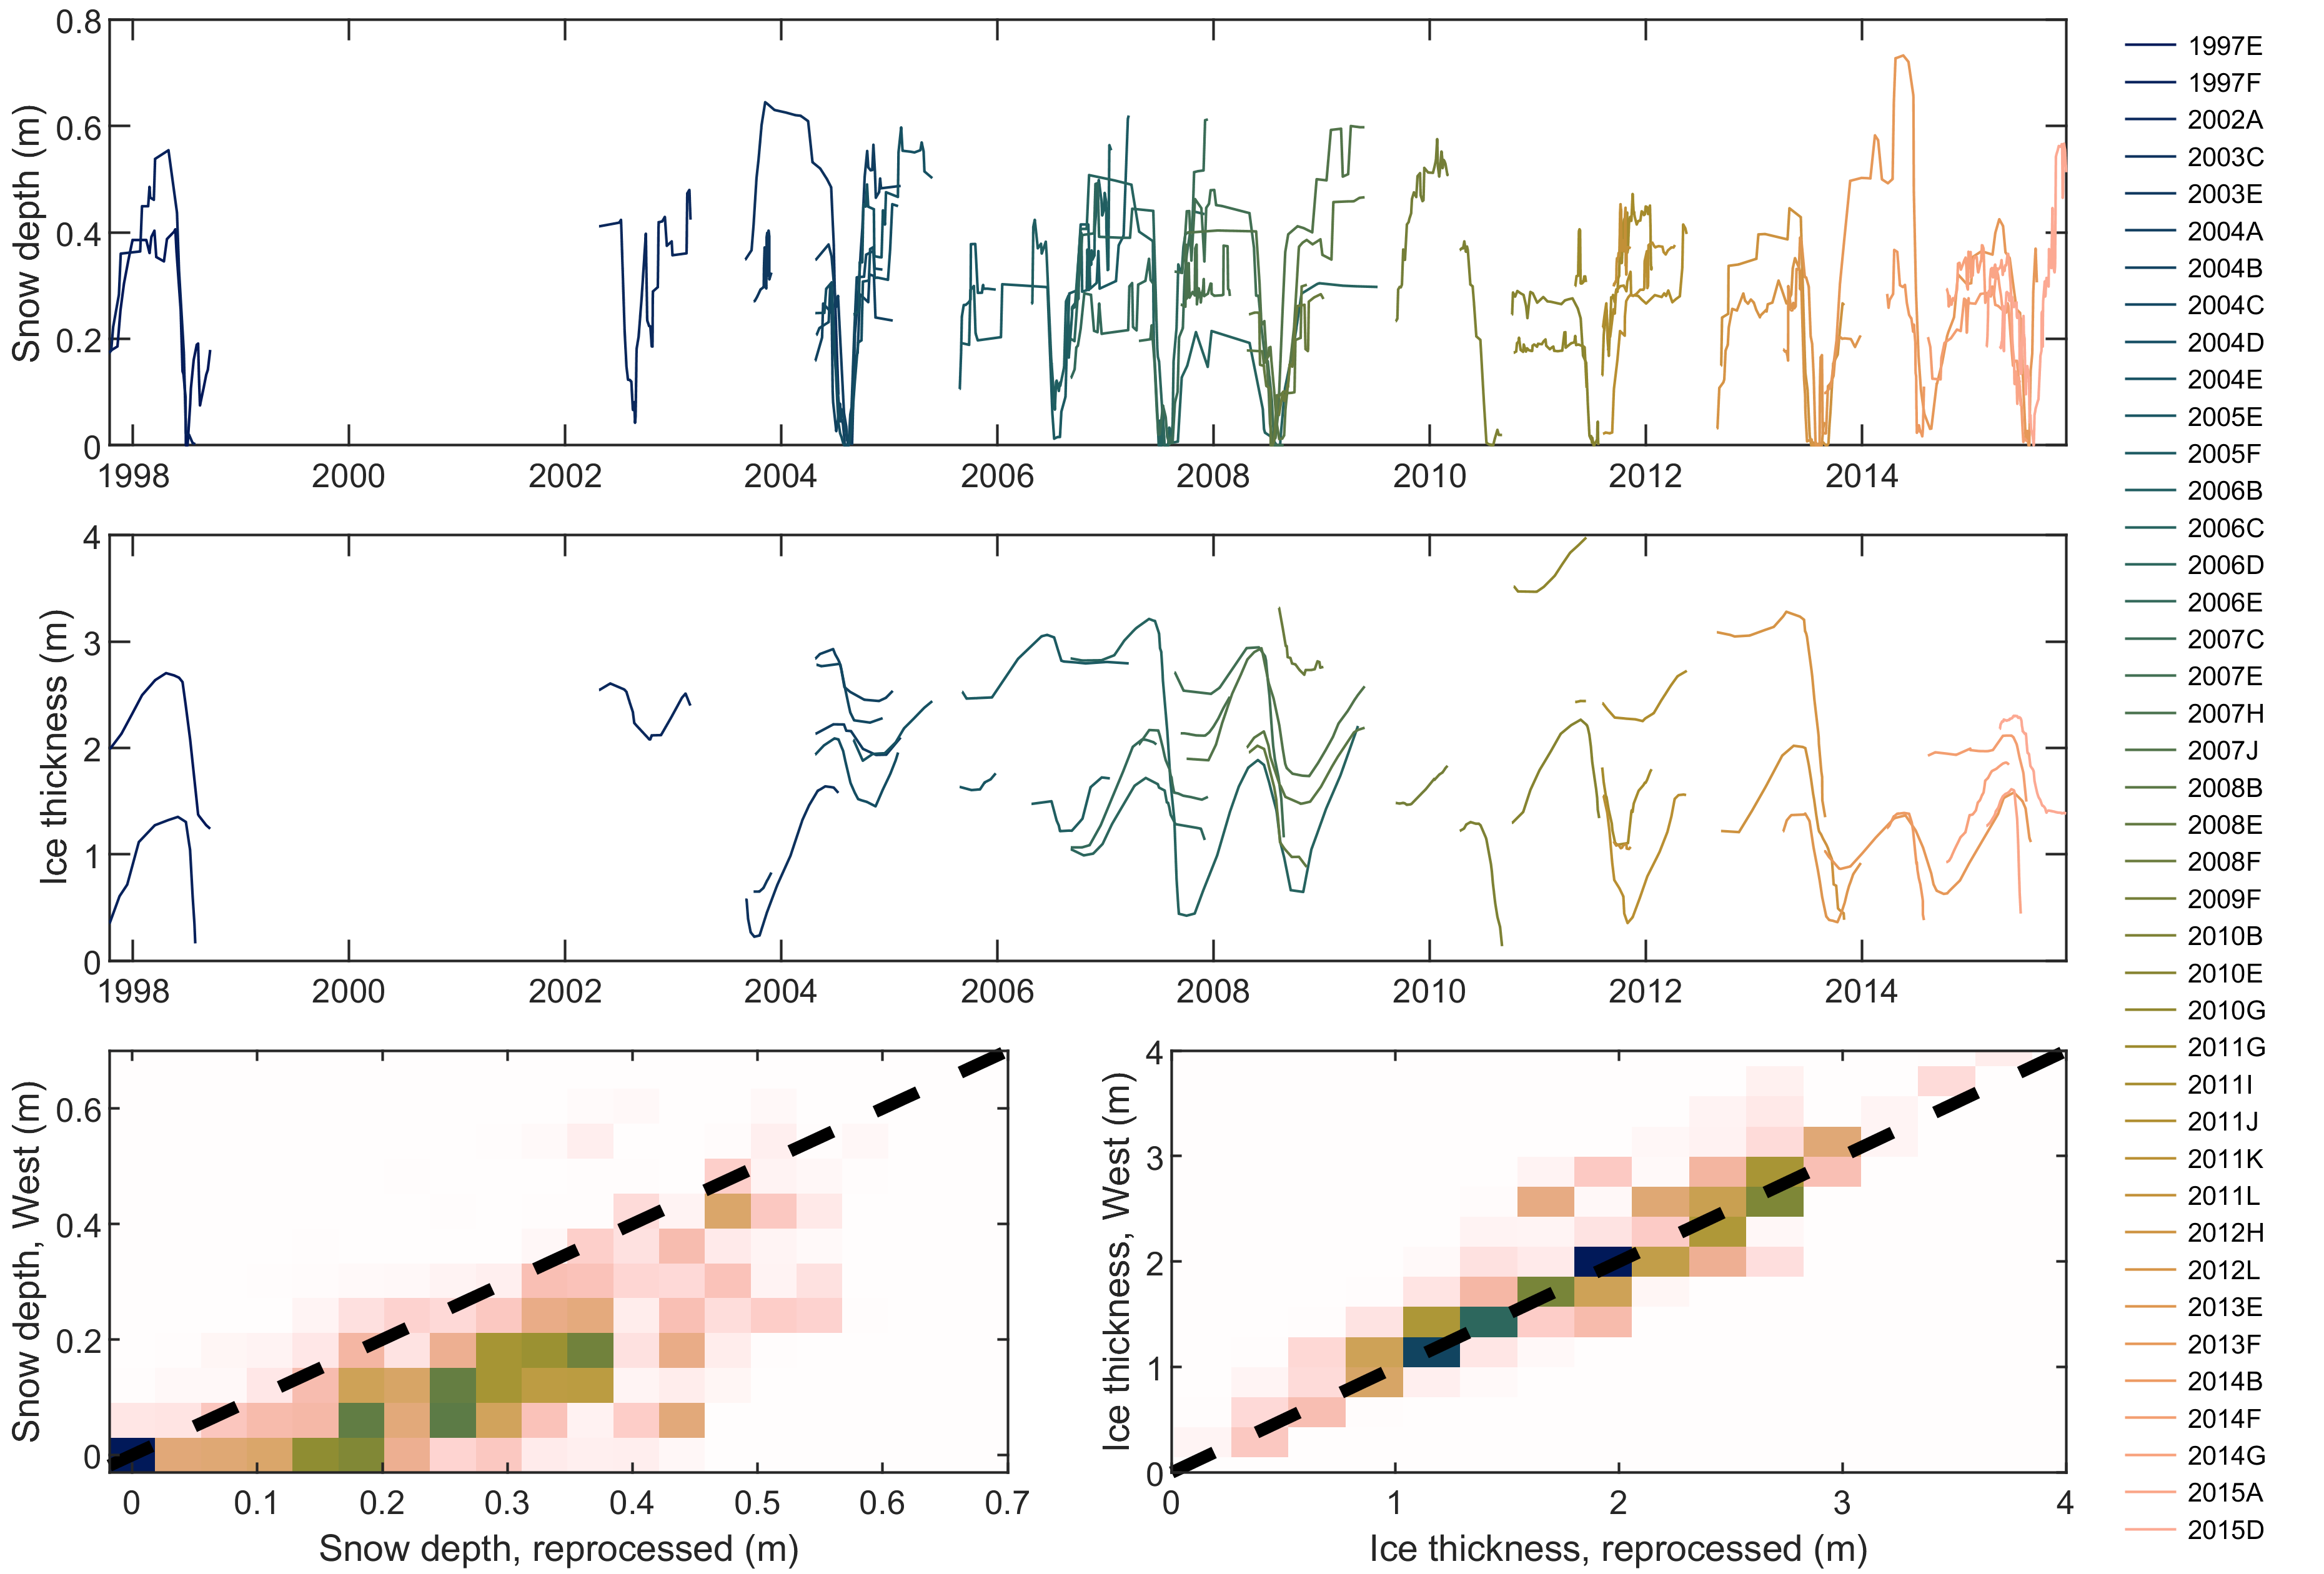 Snow depth (m)
0.8
0.6
0.4
0.2
0
1998 2000 2002 2004 2006 2008 2010 2012 2014
Ice thickness (m)
4
3
2
1
0
1998 2000 2002 2004 2006 2008 2010 2012 2014
Snow depth, West (m)
0.6
0.4
0.2
0
0 0.1 0.2 0.3 0.4 0.5 0.6 0.7
Snow depth, reprocessed (m)
Ice thickness, West (m)
4
3
2
1
0
0 1 2 3 4
Ice thickness, reprocessed (m)
1997E
1997F
2002A
2003C
2003E
2004A
2004B
2004C
2004D
2004E
2005E
2005F
2006B
2006C
2006D
2006E
2007C
2007E
2007H
2007J
2008B
2008E
2008F
2009F
2010B
2010E
2010G
2011G
2011I
2011J
2011K
2011L
2012H
2012L
2013E
2013F
2014B
2014F
2014G
2015A
2015D